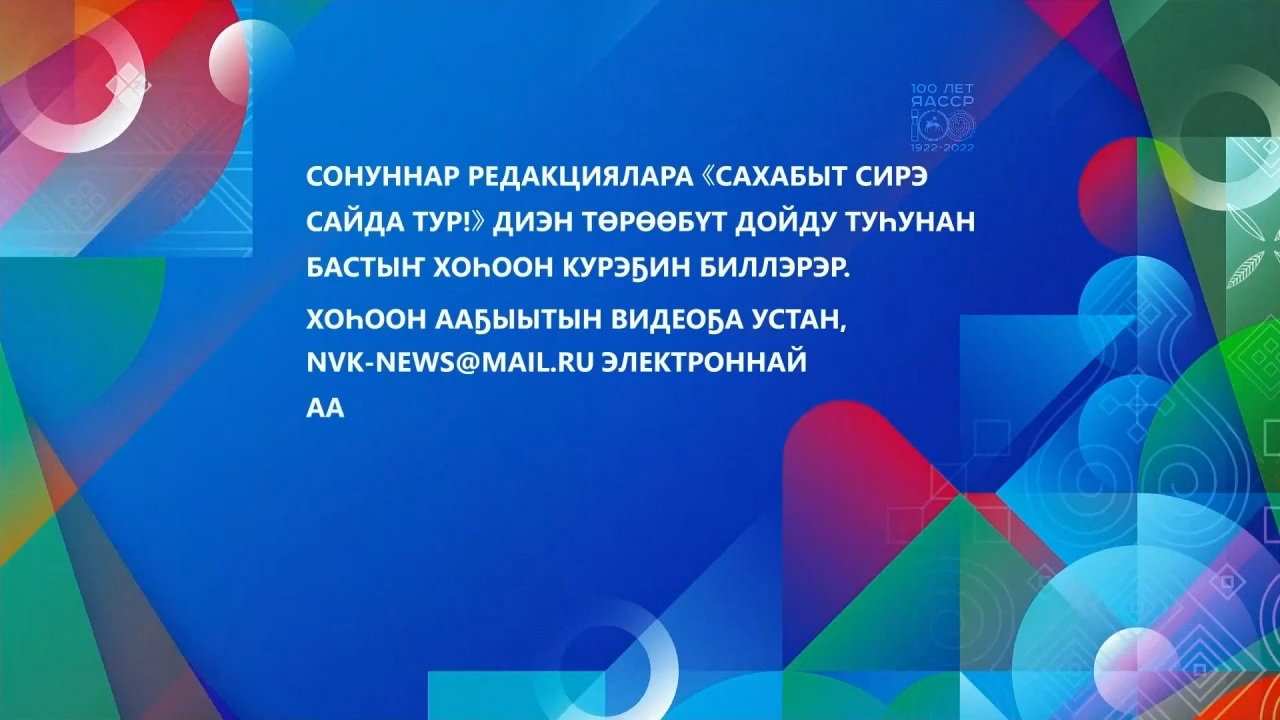 100 ЛЕТ
ЯАССР
100
1922-2022
СОНУННАР РЕДАКЦИЯЛАРА 《САХАБЫТ СИРЭ
САЙДА ТУР!》 ДИЭН ТӨРӨӨБҮТ ДОЙДУ ТУҺУНАН
БАСТЫҤ ХОҺООН КУРЭҔИН БИЛЛЭРЭР.
ХОҺООН ААҔЫЫТЫН ВИДЕОҔА УСТАН,
NVK-NEWS@MAIL.RU ЭЛЕКТРОННАЙ
АА